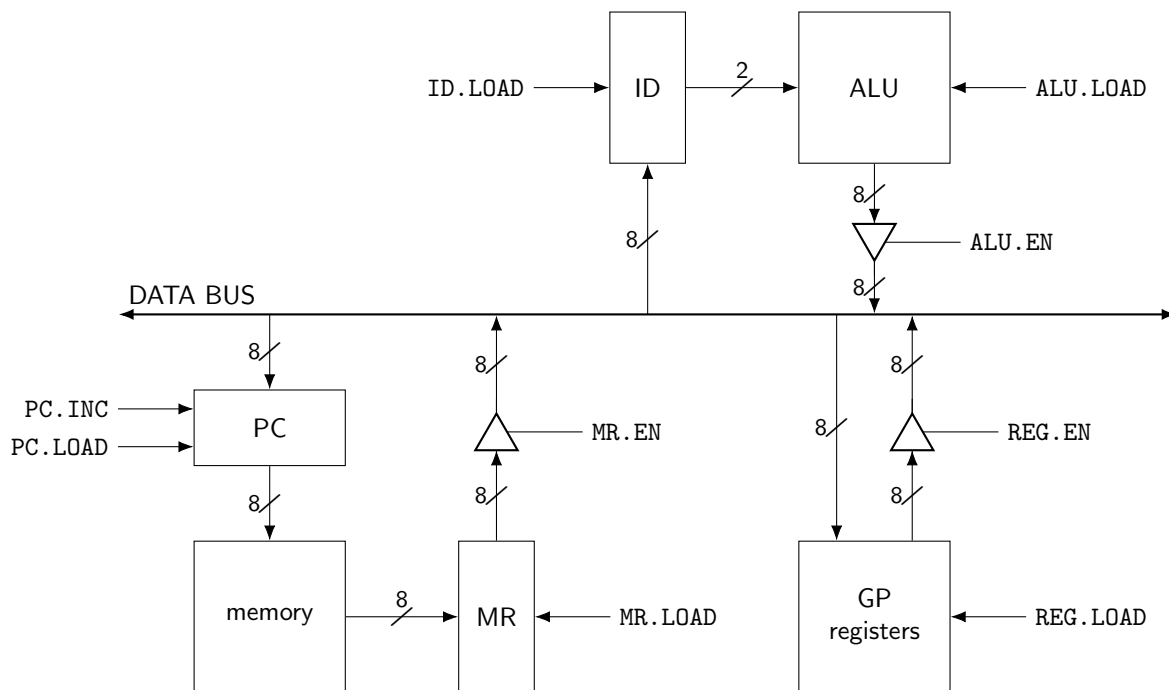 2
ID.LOAD
ID
ALU
ALU.LOAD
8
8
ALU.EN
8
DATA BUS
8
8
8
PC.INC
PC
PC.LOAD
MR.EN
8
REG.EN
8
8
8
memory
8
MR
MR.LOAD
GP
registers
REG.LOAD